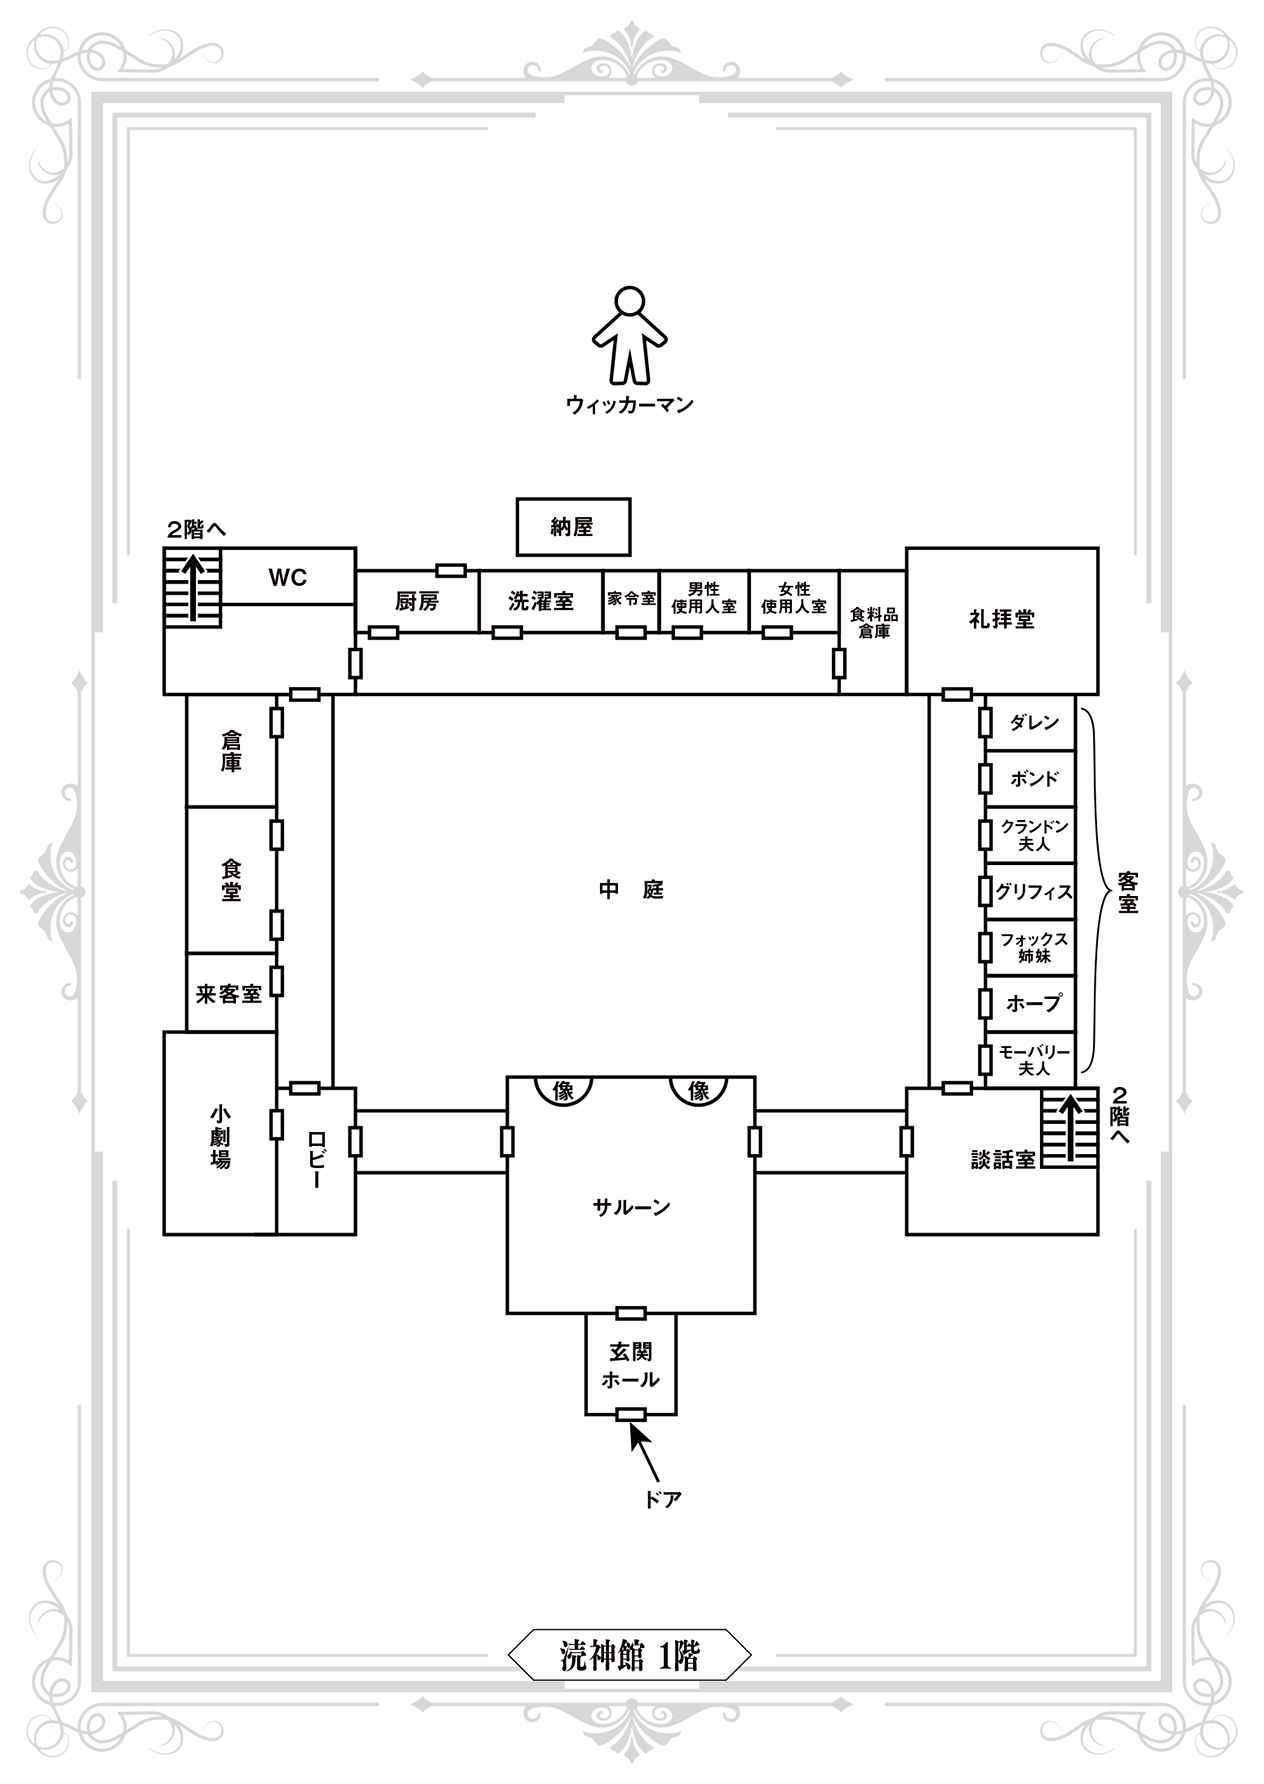 ウィッカーマン
納屋
2階へ
WC
厨房
洗濯室
家令室
男性
使用人室
女性
使用人室
食料品
倉庫
礼拝堂
倉庫
食堂
来客室
小劇場
ロビー
中 庭
ダレン
ボンド
クランドン
夫人
グリフィス
フォックス
姉妹
ホープ
モーバリー
夫人
客室
像
像
サルーン
談話室
2階へ
玄関
ホール
ドア
涜神館 1階